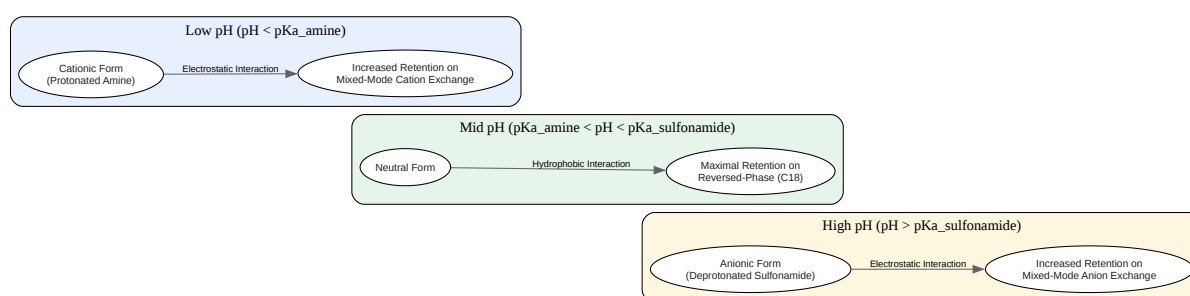 Low pH (pH < pKa_amine)
Cationic Form
(Protonated Amine)
Electrostatic Interaction
Increased Retention on
Mixed-Mode Cation Exchange
Mid pH (pKa_amine < pH < pKa_sulfonamide)
Neutral Form
Hydrophobic Interaction
Maximal Retention on
Reversed-Phase (C18)
High pH (pH > pKa_sulfonamide)
Anionic Form
(Deprotonated Sulfonamide)
Electrostatic Interaction
Increased Retention on
Mixed-Mode Anion Exchange